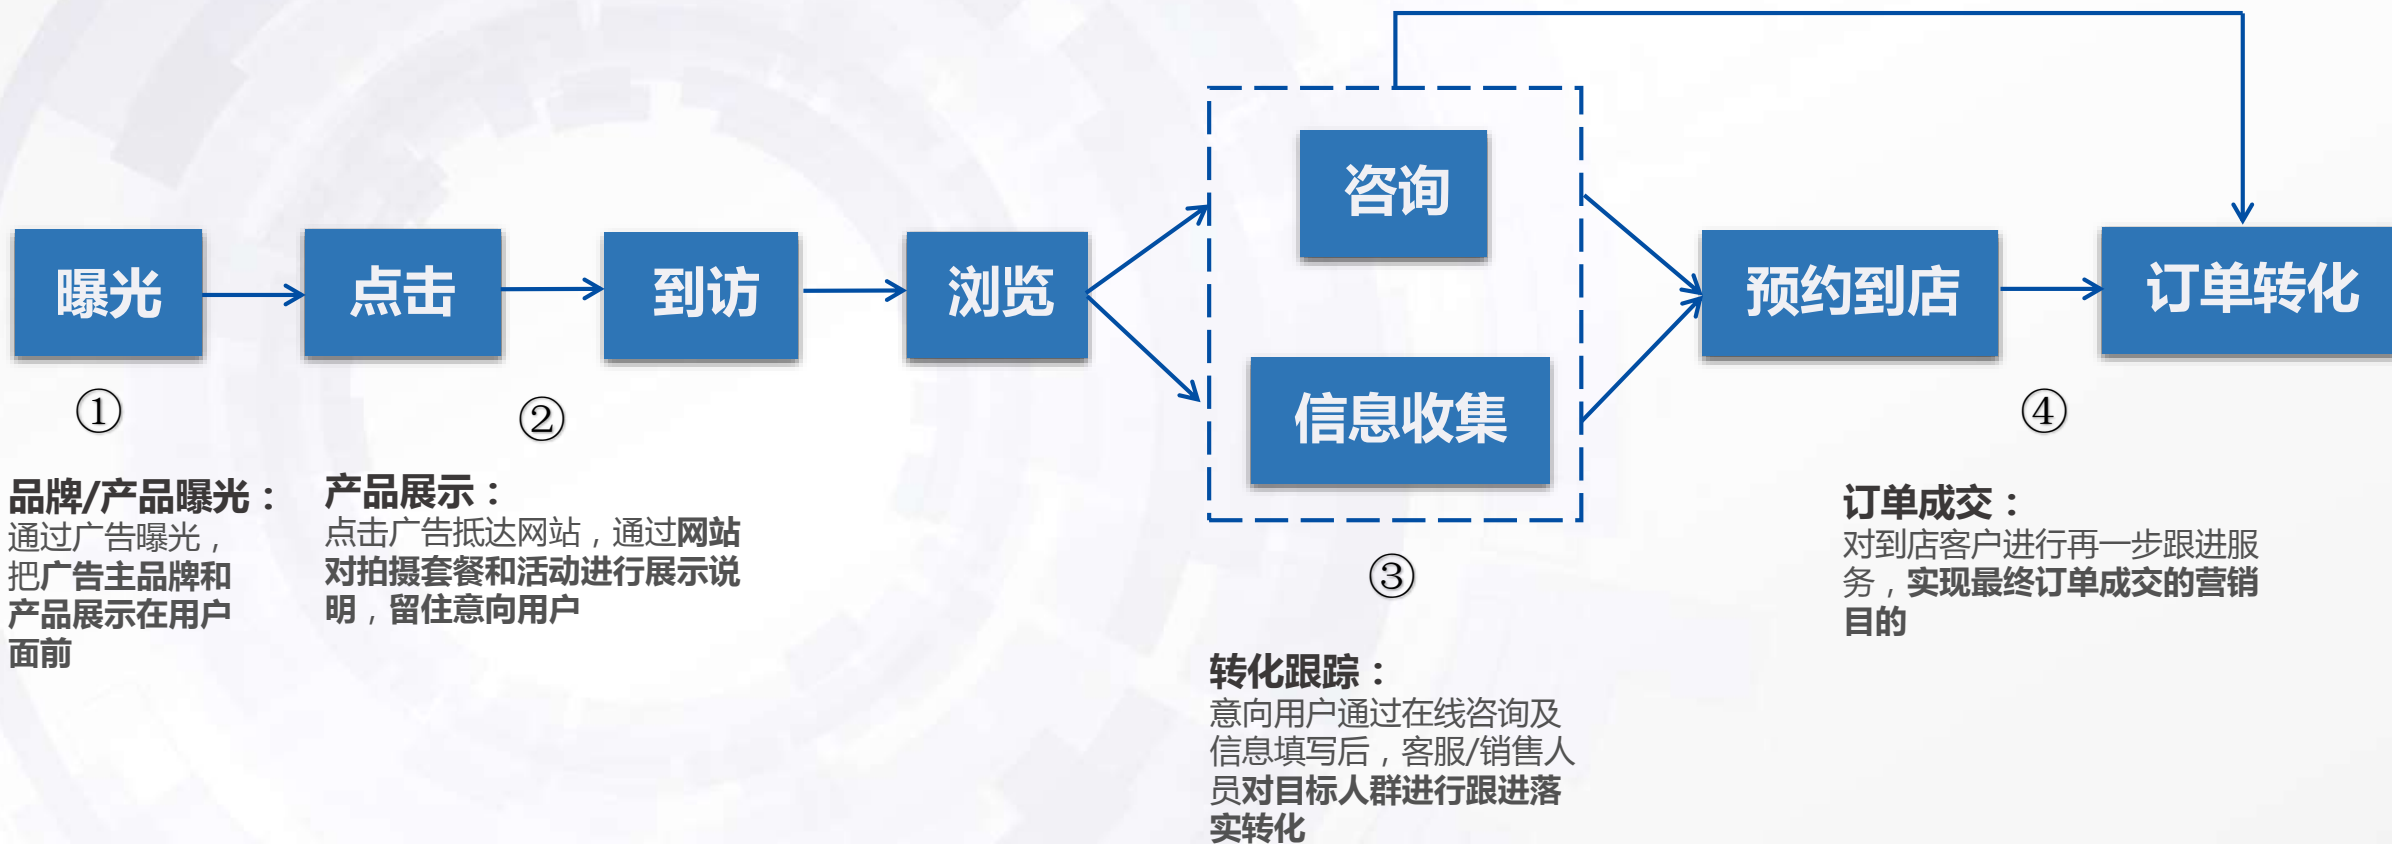 曝光
点击
到访
浏览
咨询
信息收集
预约到店
订单转化
①
品牌/产品曝光：
通过广告曝光，
把广告主品牌和
产品展示在用户
面前
②
产品展示：
点击广告抵达网站，通过网站
对拍摄套餐和活动进行展示说
明，留住意向用户
③
转化跟踪：
意向用户通过在线咨询及
信息填写后，客服/销售人
员对目标人群进行跟进落
实转化
④
订单成交：
对到店客户进行再一步跟进服
务，实现最终订单成交的营销
目的